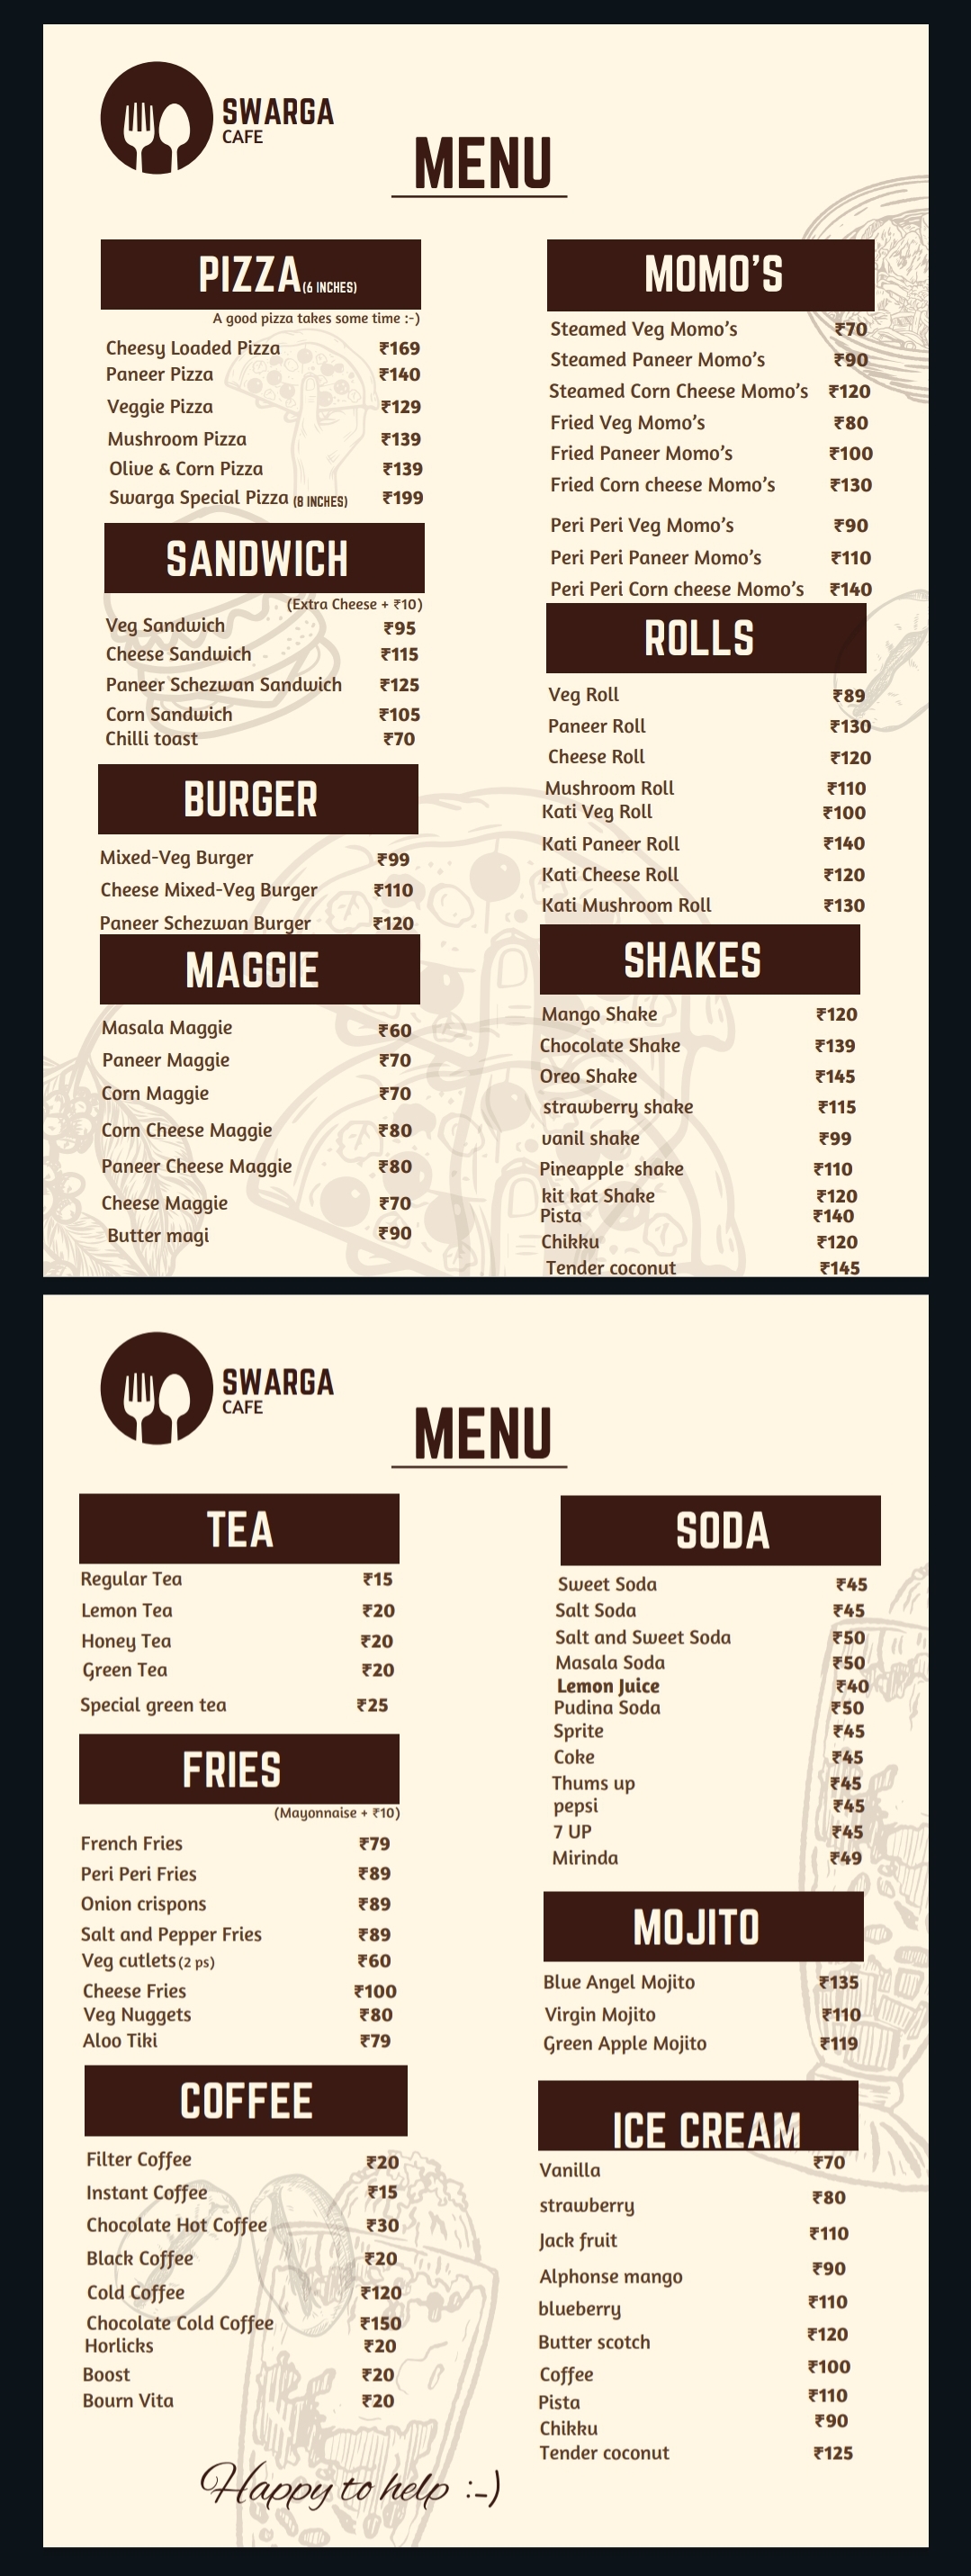 SWARGA
CAFE
MENU
PIZZA(6 INCHES)
A good pizza takes some time :-)
Cheesy Loaded Pizza ₹169
Paneer Pizza ₹140
Veggie Pizza ₹129
Mushroom Pizza ₹139
Olive & Corn Pizza ₹139
Swarga Special Pizza (8 INCHES) ₹199
SANDWICH
(Extra Cheese + ₹10)
Veg Sandwich ₹95
Cheese Sandwich ₹115
Paneer Schezwan Sandwich ₹125
Corn Sandwich ₹105
Chilli toast ₹70
BURGER
Mixed-Veg Burger ₹99
Cheese Mixed-Veg Burger ₹110
Paneer Schezwan Burger ₹120
MAGGIE
Masala Maggie ₹60
Paneer Maggie ₹70
Corn Maggie ₹70
Corn Cheese Maggie ₹80
Paneer Cheese Maggie ₹80
Cheese Maggie ₹70
Butter magi ₹90
MOMO'S
Steamed Veg Momo's ₹70
Steamed Paneer Momo's ₹90
Steamed Corn Cheese Momo's ₹120
Fried Veg Momo's ₹80
Fried Paneer Momo's ₹100
Fried Corn cheese Momo's ₹130
Peri Peri Veg Momo's ₹90
Peri Peri Paneer Momo's ₹110
Peri Peri Corn cheese Momo's ₹140
ROLLS
Veg Roll ₹89
Paneer Roll ₹130
Cheese Roll ₹120
Mushroom Roll ₹110
Kati Veg Roll ₹100
Kati Paneer Roll ₹140
Kati Cheese Roll ₹120
Kati Mushroom Roll ₹130
SHAKES
Mango Shake ₹120
Chocolate Shake ₹139
Oreo Shake ₹145
strawberry shake ₹115
vanil shake ₹99
Pineapple shake ₹110
kit kat Shake ₹120
Pista ₹140
Chikku ₹120
Tender coconut ₹145
SWARGA
CAFE
MENU
TEA
Regular Tea ₹15
Lemon Tea ₹20
Honey Tea ₹20
Green Tea ₹20
Special green tea ₹25
FRIES
(Mayonnaise + ₹10)
French Fries ₹79
Peri Peri Fries ₹89
Onion crispons ₹89
Salt and Pepper Fries ₹89
Veg cutlets (2 ps) ₹60
Cheese Fries ₹100
Veg Nuggets ₹80
Aloo Tiki ₹79
COFFEE
Filter Coffee ₹20
Instant Coffee ₹15
Chocolate Hot Coffee ₹30
Black Coffee ₹20
Cold Coffee ₹120
Chocolate Cold Coffee ₹150
Horlicks ₹20
Boost ₹20
Bourn Vita ₹20
SODA
Sweet Soda ₹45
Salt Soda ₹45
Salt and Sweet Soda ₹50
Masala Soda ₹50
Lemon Juice ₹40
Pudina Soda ₹50
Sprite ₹45
Coke ₹45
Thums up ₹45
pepsi ₹45
7 UP ₹45
Mirinda ₹49
MOJITO
Blue Angel Mojito ₹135
Virgin Mojito ₹110
Green Apple Mojito ₹119
ICE CREAM
Vanilla ₹70
strawberry ₹80
Jack fruit ₹110
Alphonse mango ₹90
blueberry ₹110
Butter scotch ₹120
Coffee ₹100
Pista ₹110
Chikku ₹90
Tender coconut ₹125
Happy to help :-)